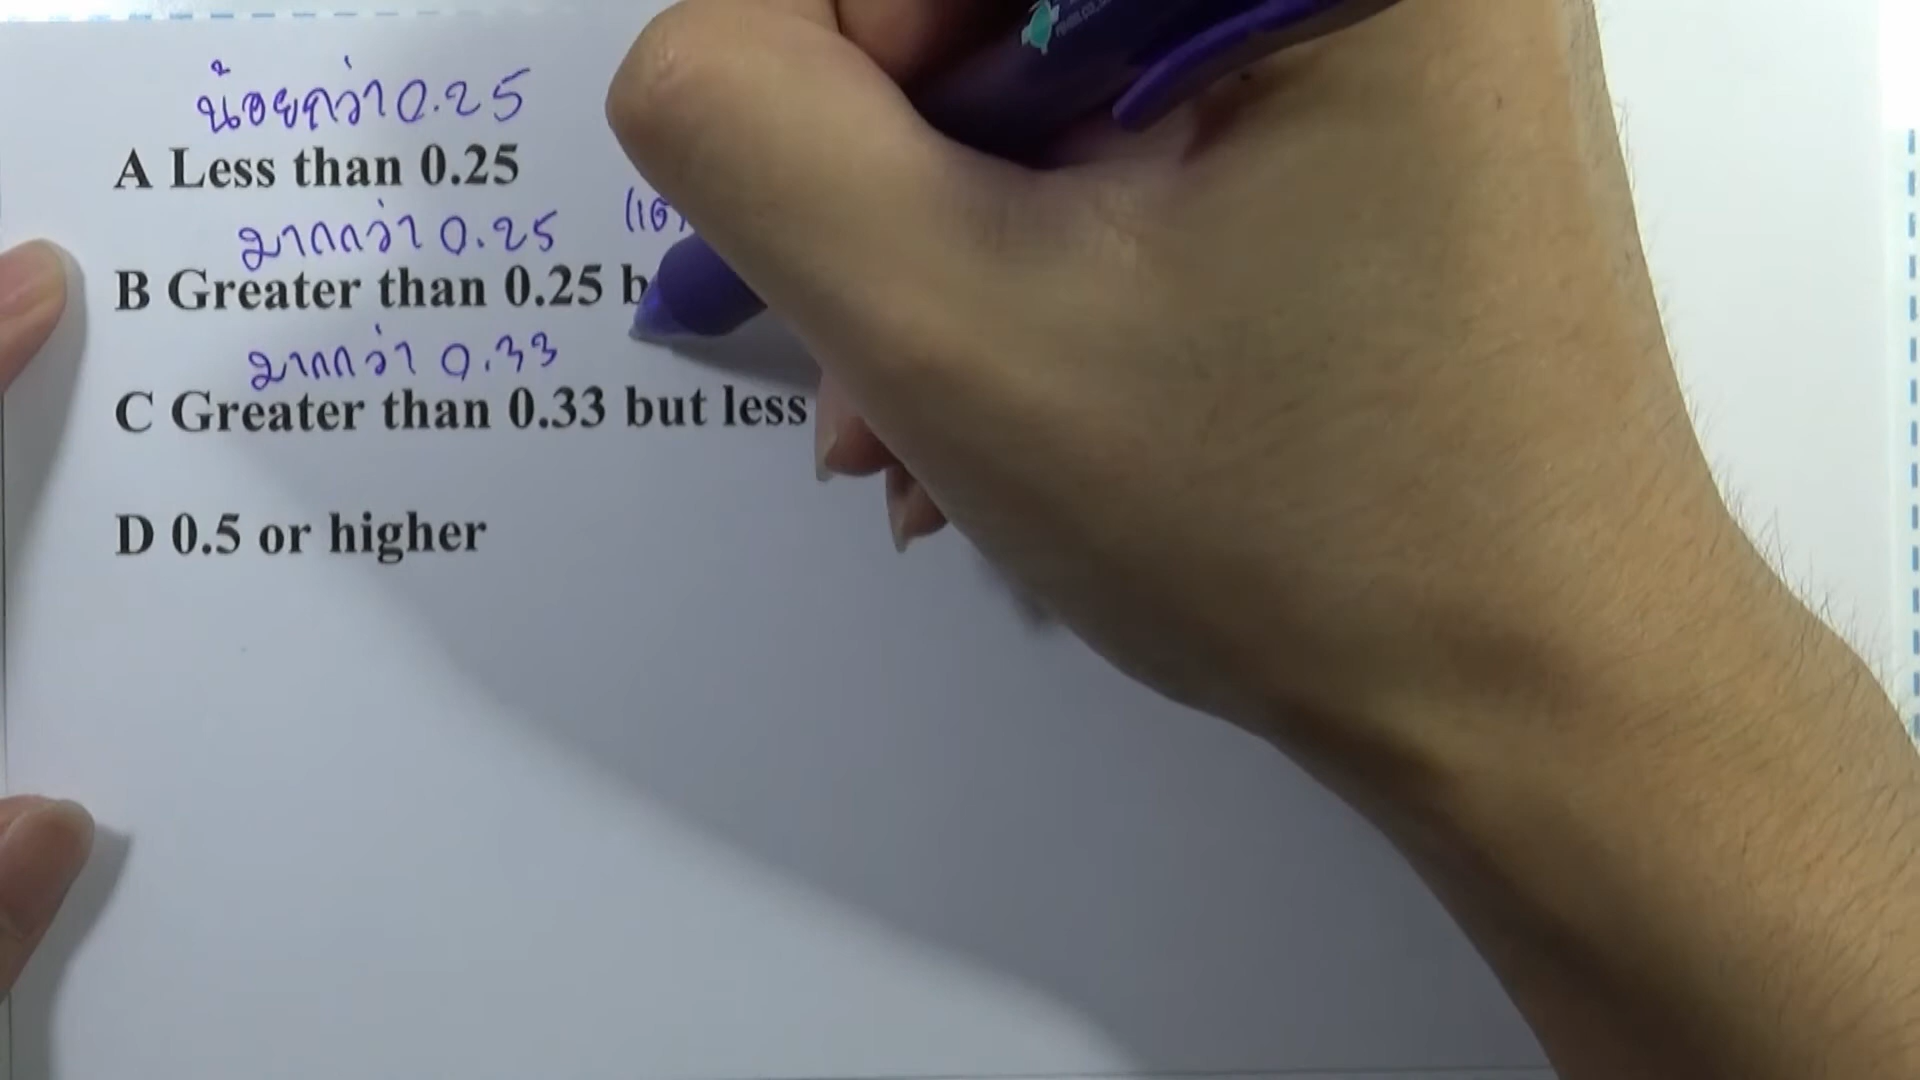 น้อยกว่า 0.25
A Less than 0.25
มากกว่า 0.25
B Greater than 0.25
มากกว่า 0.33
C Greater than 0.33 but less
D 0.5 or higher